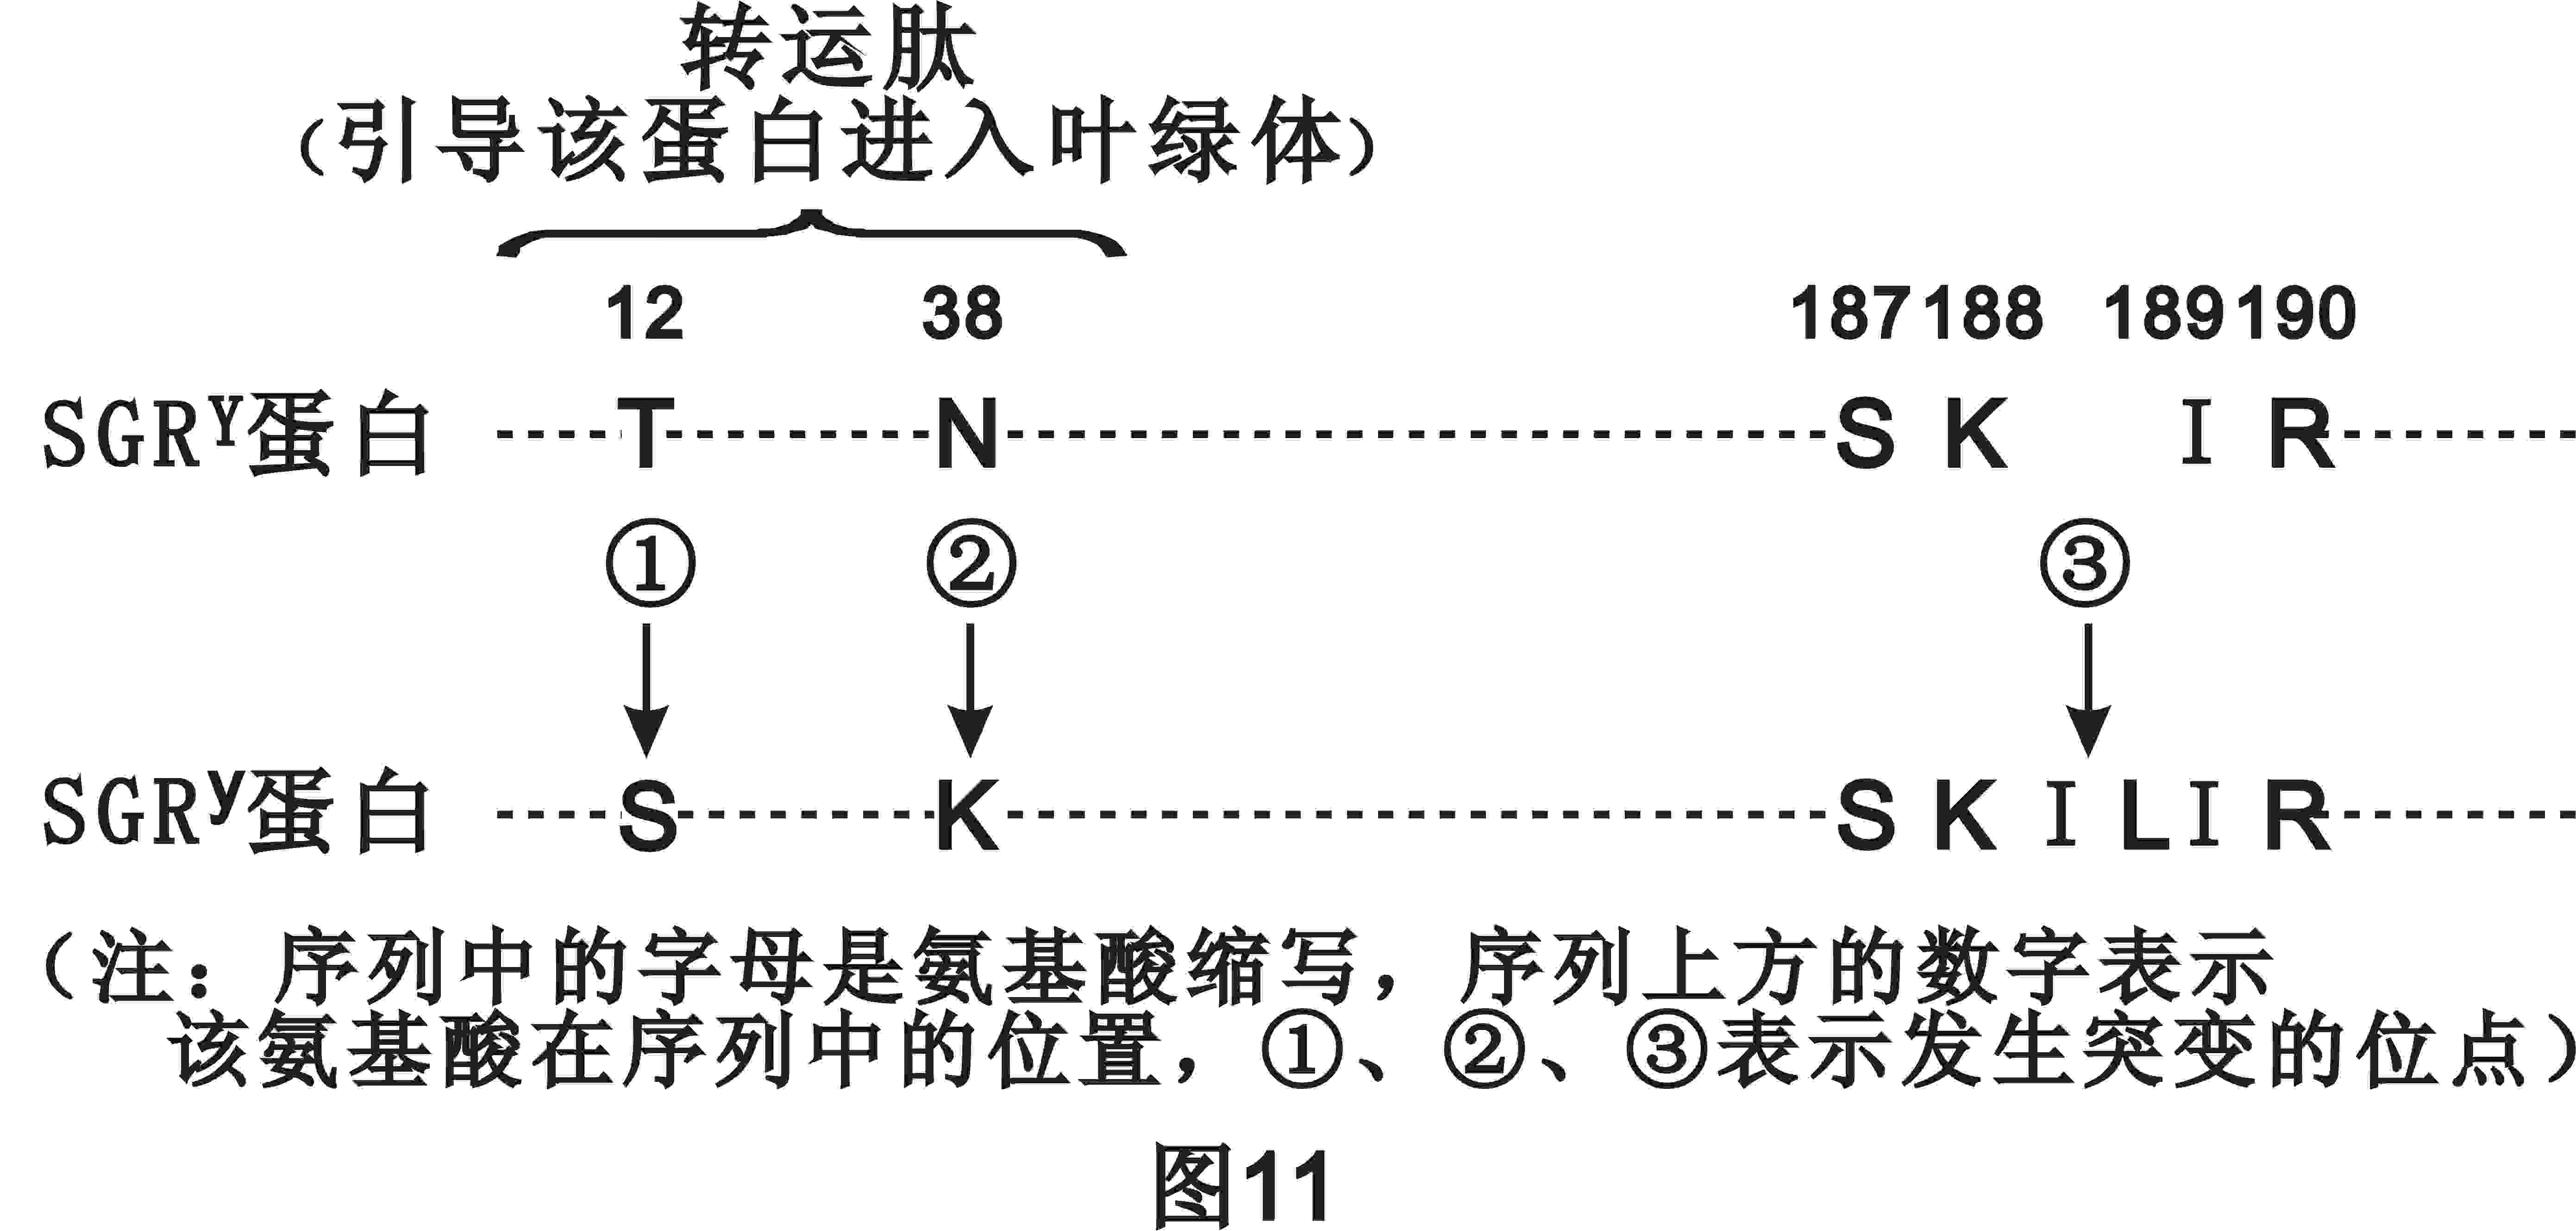 转运肽
（引导该蛋白进入叶绿体）
12 38 187 188 189 190
SGRY蛋白 T N S K I R
① ② ③
SGRy蛋白 S K S K I L I R
（注：序列中的字母是氨基酸缩写，序列上方的数字表示
该氨基酸在序列中的位置，①、②、③表示发生突变的位点）
图11